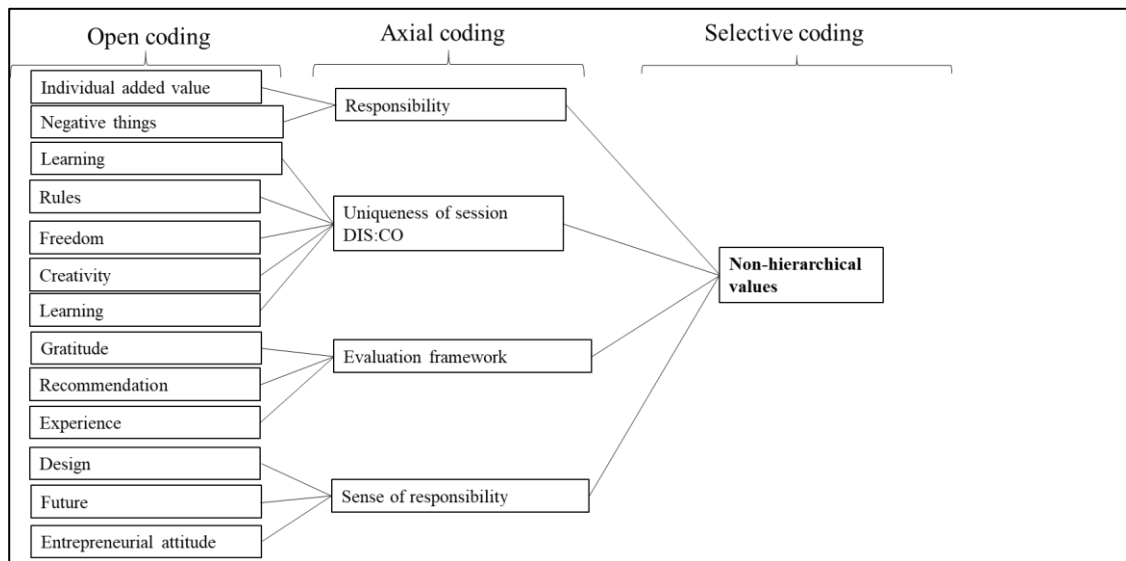 Open coding
Axial coding
Selective coding
Individual added value
Negative things
Learning
Rules
Freedom
Creativity
Learning
Gratitude
Recommendation
Experience
Design
Future
Entrepreneurial attitude
Responsibility
Uniqueness of session
DIS:CO
Evaluation framework
Sense of responsibility
Non-hierarchical
values